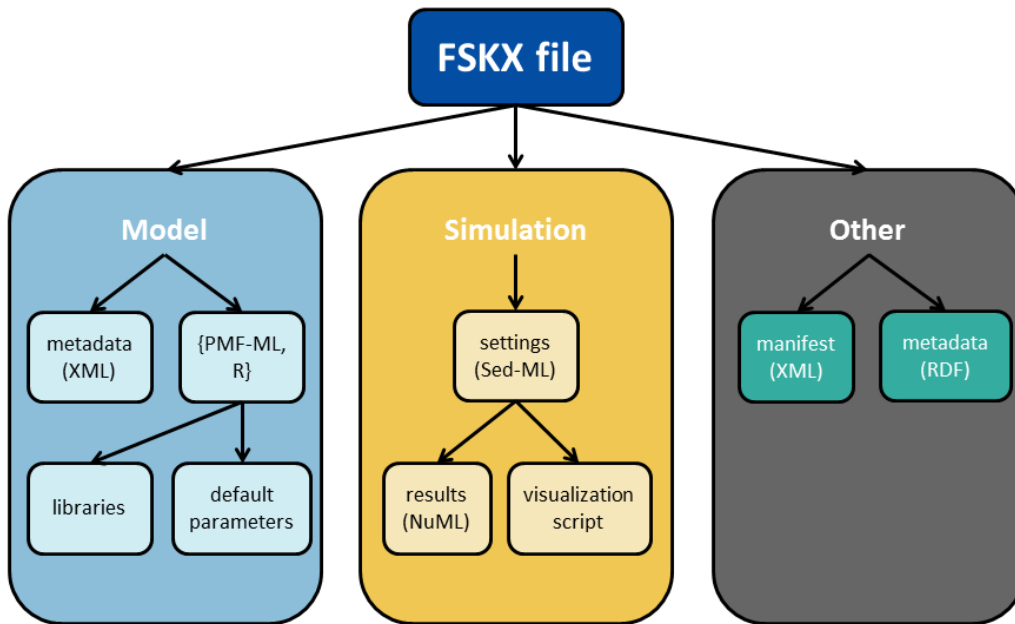 FSKX file
Model
metadata
(XML)
{PMF-ML,
R}
libraries
default
parameters
Simulation
settings
(Sed-ML)
results
(NuML)
visualization
script
Other
manifest
(XML)
metadata
(RDF)